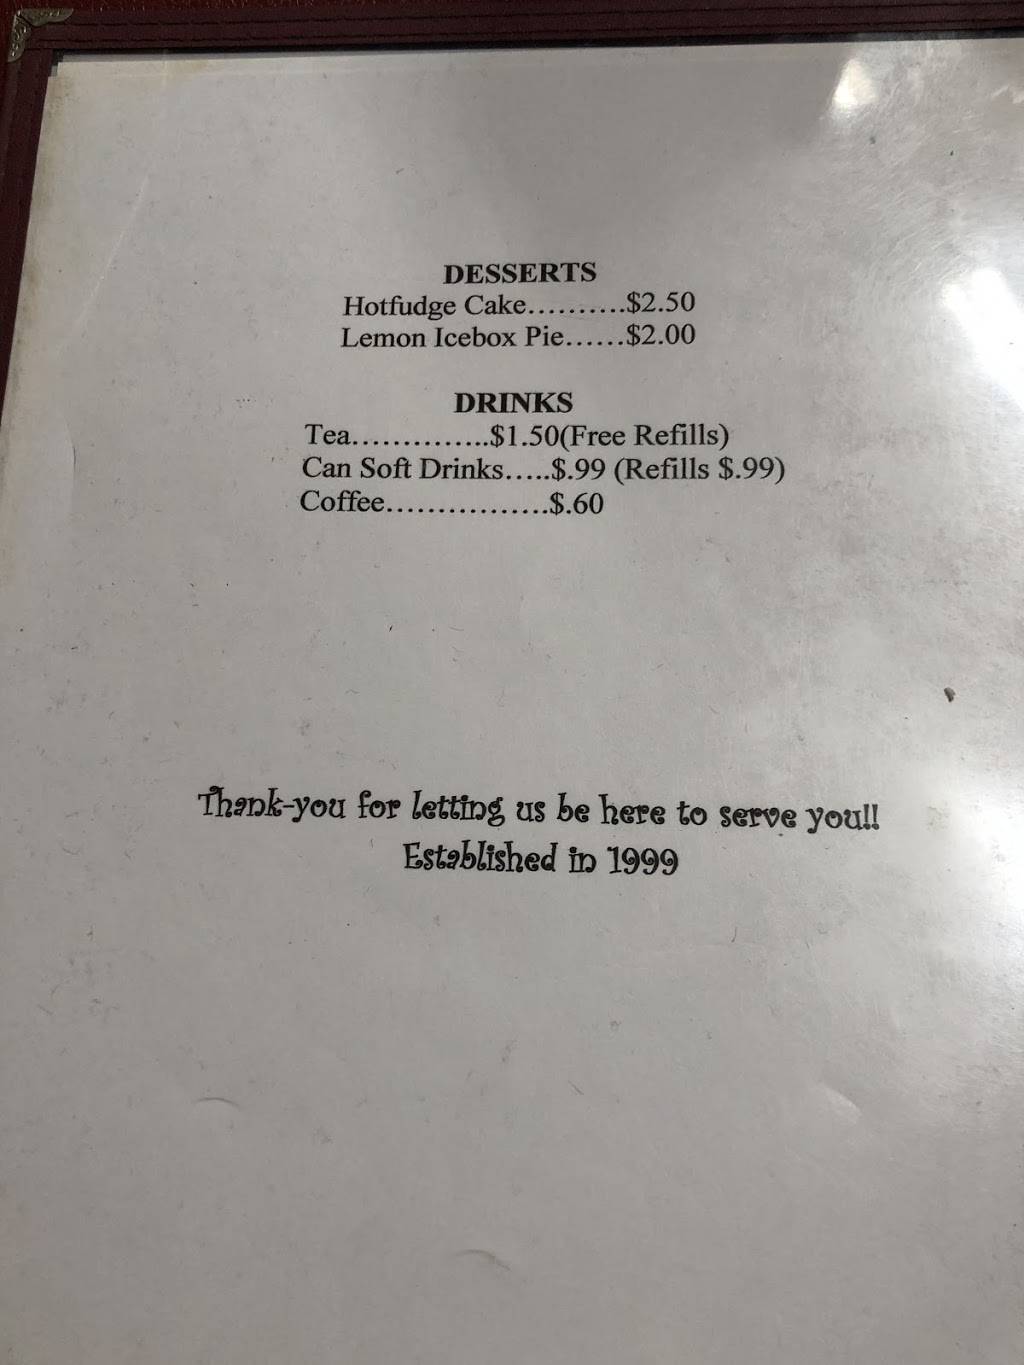 DESSERTS
Hotfudge Cake..........$2.50
Lemon Icebox Pie......$2.00
DRINKS
Tea..............$1.50(Free Refills)
Can Soft Drinks.....$.99 (Refills $.99)
Coffee................$.60
Thank-you for letting us be here to serve you!!
Established in 1999